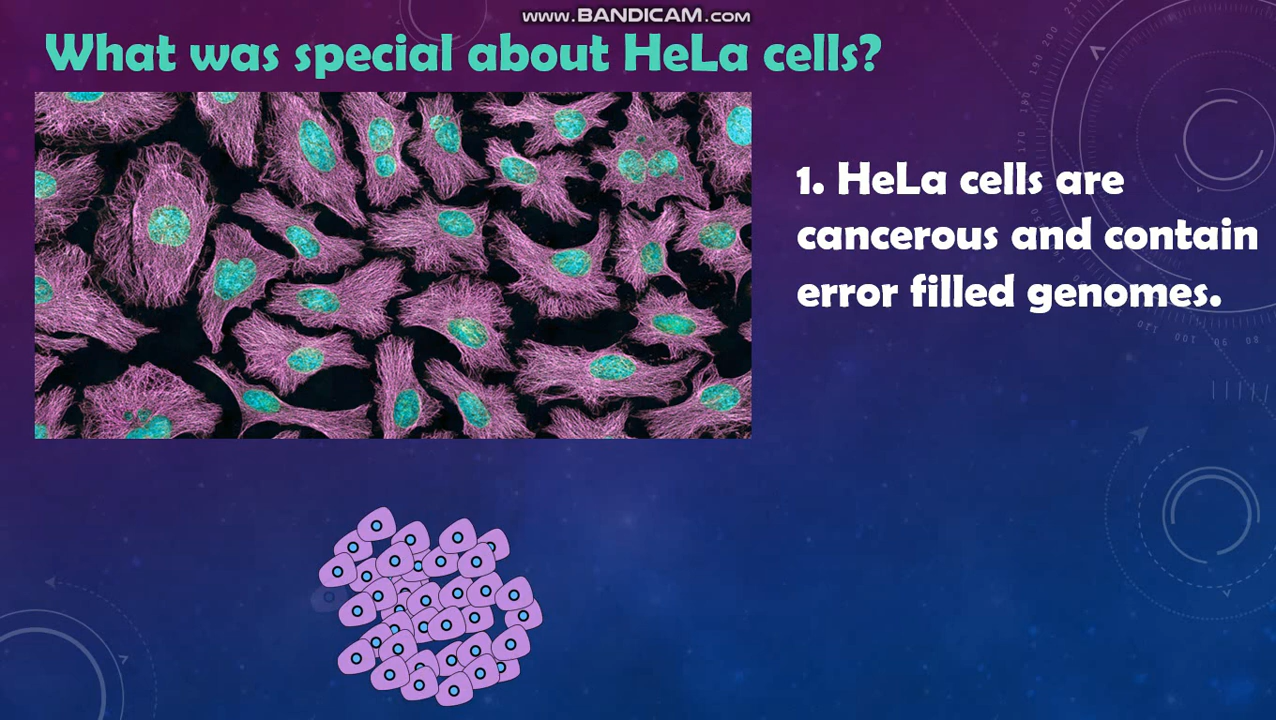 www.BANDICAM.com
What was special about HeLa cells?
1. HeLa cells are
cancerous and contain
error filled genomes.